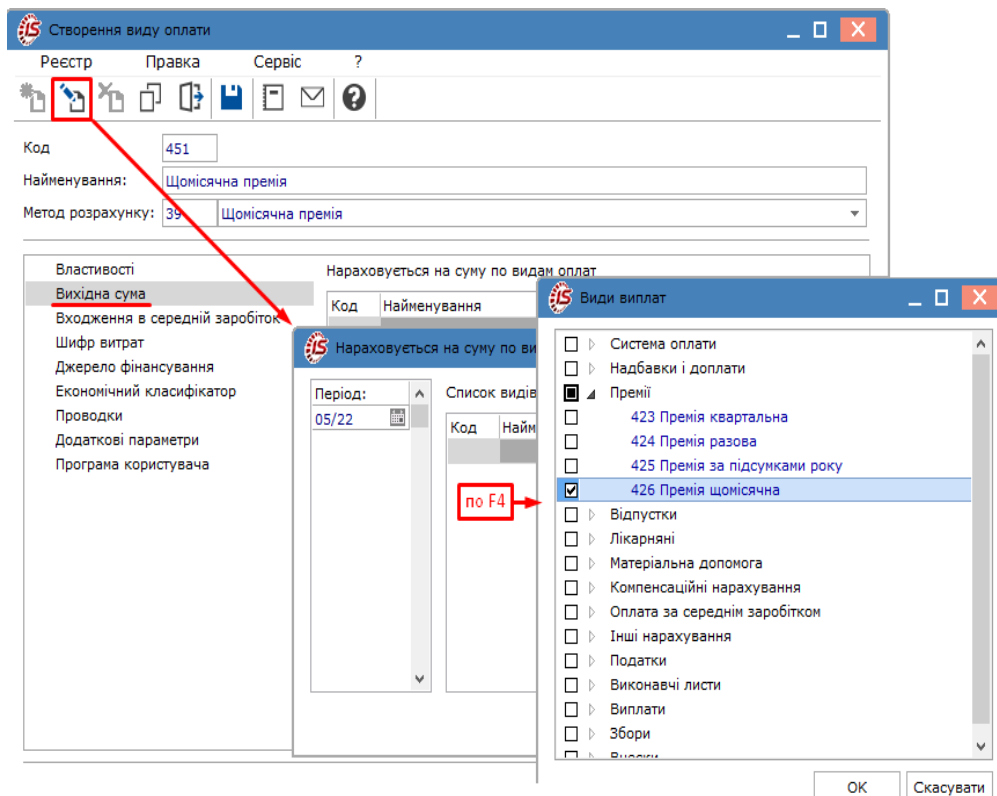 Створення виду оплати
Реєстр Правка Сервіс ?
Код 451
Найменування: Щомісячна премія
Метод розрахунку: 39 Щомісячна премія
Властивості
Вихідна сума
Входження в середній заробіток
Шифр витрат
Джерело фінансування
Економічний класифікатор
Проводки
Додаткові параметри
Програма користувача
Нараховується на суму по видам оплат
Код Найменування
Нараховується на суму по ви
Період:
05/22
Список видів
Код Найм
по F4
Види виплат
Система оплати
Надбавки і доплати
Премії
423 Премія квартальна
424 Премія разова
425 Премія за підсумками року
426 Премія щомісячна
Відпустки
Лікарняні
Матеріальна допомога
Компенсаційні нарахування
Оплата за середнім заробітком
Інші нарахування
Податки
Виконавчі листи
Виплати
Збори
Внески
ОК Скасувати